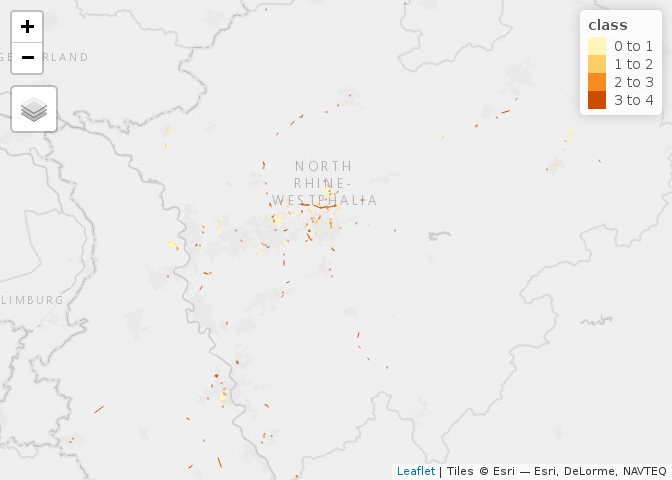 +
−
GE
ERLAND
NORTH
RHINE-
WESTPHALIA
LIMBURG
class
0 to 1
1 to 2
2 to 3
3 to 4
Leaflet | Tiles © Esri — Esri, DeLorme, NAVTEQ